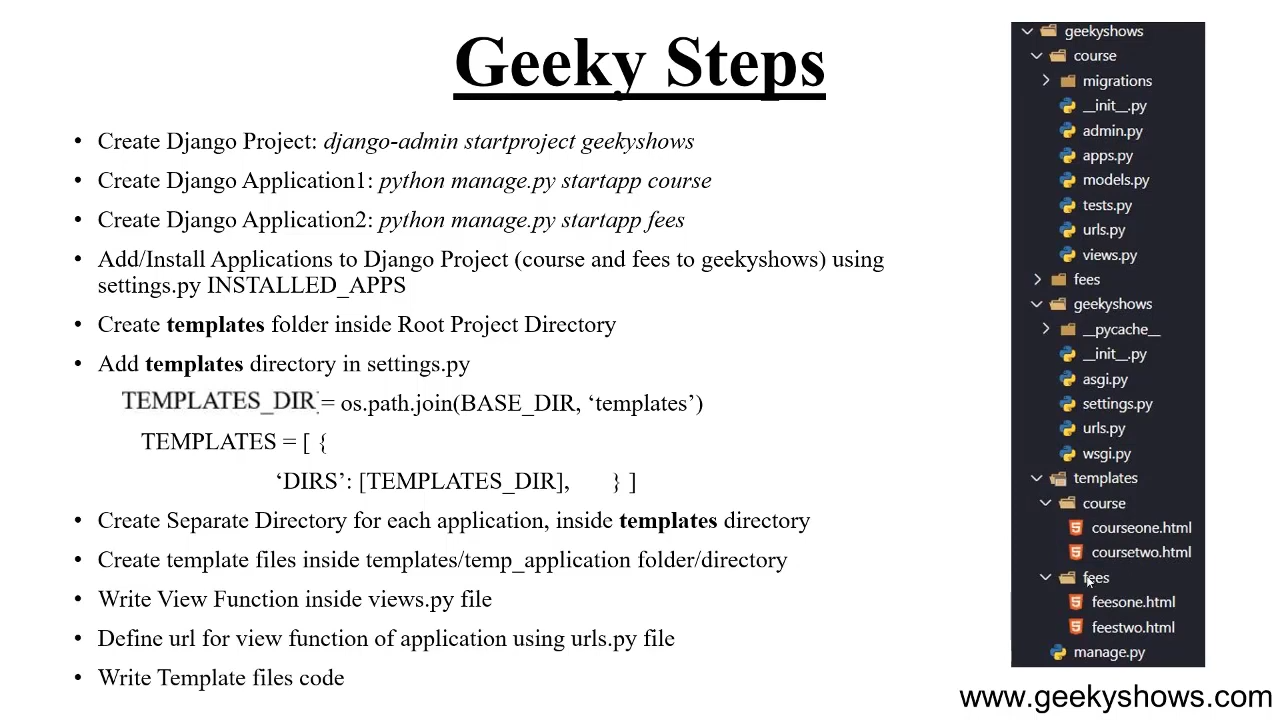 Geeky Steps
• Create Django Project: django-admin startproject geekyshows
• Create Django Application1: python manage.py startapp course
• Create Django Application2: python manage.py startapp fees
• Add/Install Applications to Django Project (course and fees to geekyshows) using
settings.py INSTALLED_APPS
• Create templates folder inside Root Project Directory
• Add templates directory in settings.py
TEMPLATES_DIR = os.path.join(BASE_DIR, ‘templates’)
TEMPLATES = [ {
‘DIRS’: [TEMPLATES_DIR], } ]
• Create Separate Directory for each application, inside templates directory
• Create template files inside templates/temp_application folder/directory
• Write View Function inside views.py file
• Define url for view function of application using urls.py file
• Write Template files code
geekyshows
course
migrations
__init__.py
admin.py
apps.py
models.py
tests.py
urls.py
views.py
fees
geekyshows
__pycache__
__init__.py
asgi.py
settings.py
urls.py
wsgi.py
templates
course
courseone.html
coursetwo.html
fees
feesone.html
feestwo.html
manage.py
www.geekyshows.com